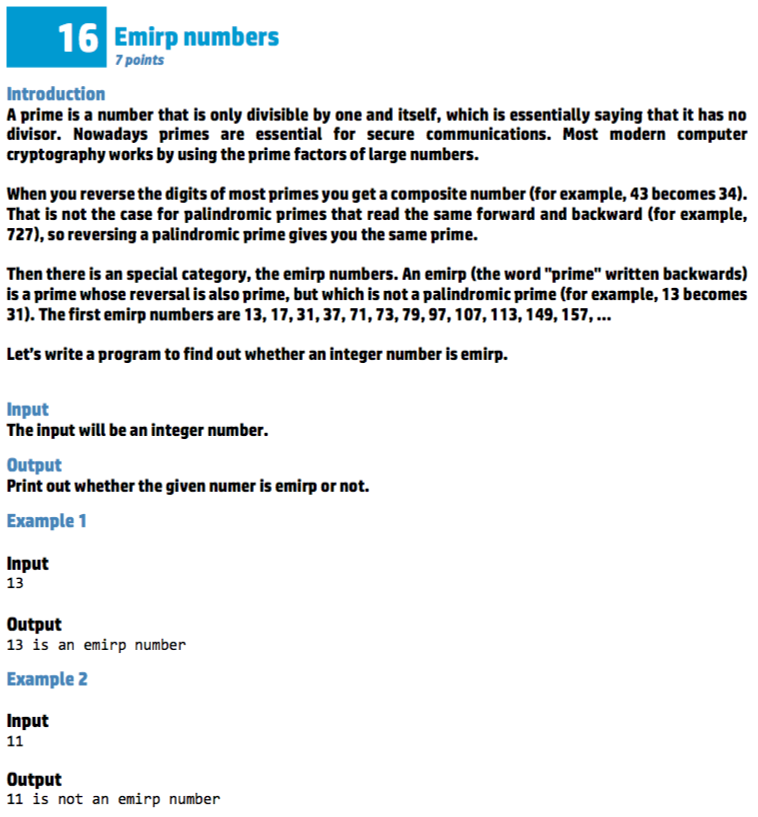 16 Emirp numbers
7 points
Introduction
A prime is a number that is only divisible by one and itself, which is essentially saying that it has no
divisor. Nowadays primes are essential for secure communications. Most modern computer
cryptography works by using the prime factors of large numbers.
When you reverse the digits of most primes you get a composite number (for example, 43 becomes 34).
That is not the case for palindromic primes that read the same forward and backward (for example,
727), so reversing a palindromic prime gives you the same prime.
Then there is an special category, the emirp numbers. An emirp (the word "prime" written backwards)
is a prime whose reversal is also prime, but which is not a palindromic prime (for example, 13 becomes
31). The first emirp numbers are 13, 17, 31, 37, 71, 73, 79, 97, 107, 113, 149, 157, ...
Let's write a program to find out whether an integer number is emirp.
Input
The input will be an integer number.
Output
Print out whether the given numer is emirp or not.
Example 1
Input
13
Output
13 is an emirp number
Example 2
Input
11
Output
11 is not an emirp number